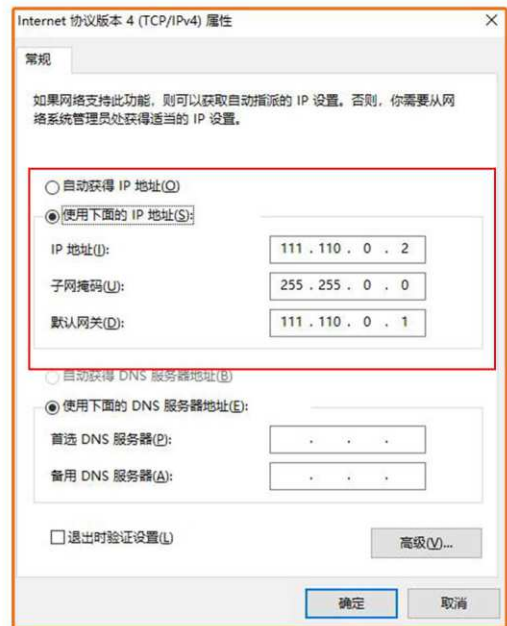 Internet 协议版本 4 (TCP/IPv4) 属性
常规
如果网络支持此功能，则可以获取自动指派的 IP 设置。否则，你需要从网
络系统管理员处获得适当的 IP 设置。
自动获得 IP 地址(O)
使用下面的 IP 地址(S):
IP 地址(I): 111 . 110 . 0 . 2
子网掩码(U): 255 . 255 . 0 . 0
默认网关(D): 111 . 110 . 0 . 1
自动获得 DNS 服务器地址(B)
使用下面的 DNS 服务器地址(E):
首选 DNS 服务器(P): . . .
备用 DNS 服务器(A): . . .
退出时验证设置(L)
高级(V)...
确定 取消